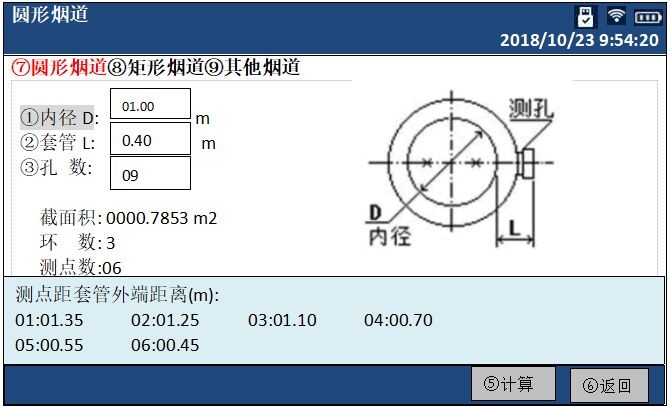 圆形烟道
2018/10/23 9:54:20
⑦圆形烟道⑧矩形烟道⑨其他烟道
①内径 D: 01.00 m
②套管 L: 0.40 m
③孔 数: 09
测孔
D
内径
L
截面积: 0000.7853 m2
环 数: 3
测点数:06
测点距套管外端距离(m):
01:01.35 02:01.25 03:01.10 04:00.70
05:00.55 06:00.45
⑤计算 ⑥返回